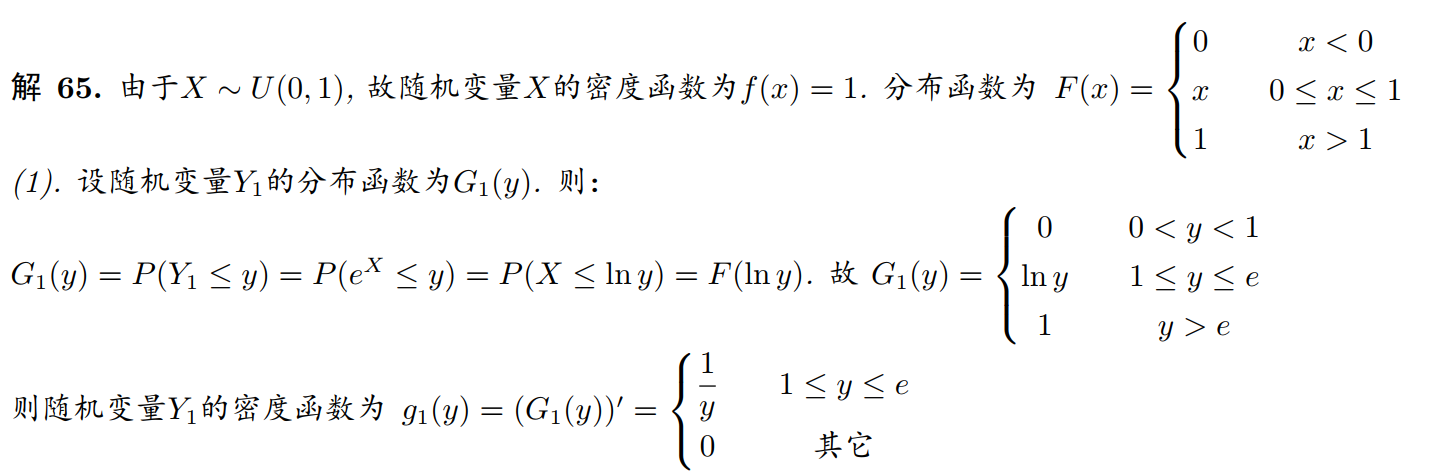 解 65. 由于X ∼ U(0, 1), 故随机变量X的密度函数为f(x) = 1. 分布函数为 F(x) = { 0 x < 0; x 0 ≤ x ≤ 1; 1 x > 1
(1). 设随机变量Y₁的分布函数为G₁(y). 则：
G₁(y) = P(Y₁ ≤ y) = P(e^X ≤ y) = P(X ≤ ln y) = F(ln y). 故 G₁(y) = { 0 0 < y < 1; ln y 1 ≤ y ≤ e; 1 y > e
则随机变量Y₁的密度函数为 g₁(y) = (G₁(y))′ = { 1/y 1 ≤ y ≤ e; 0 其它